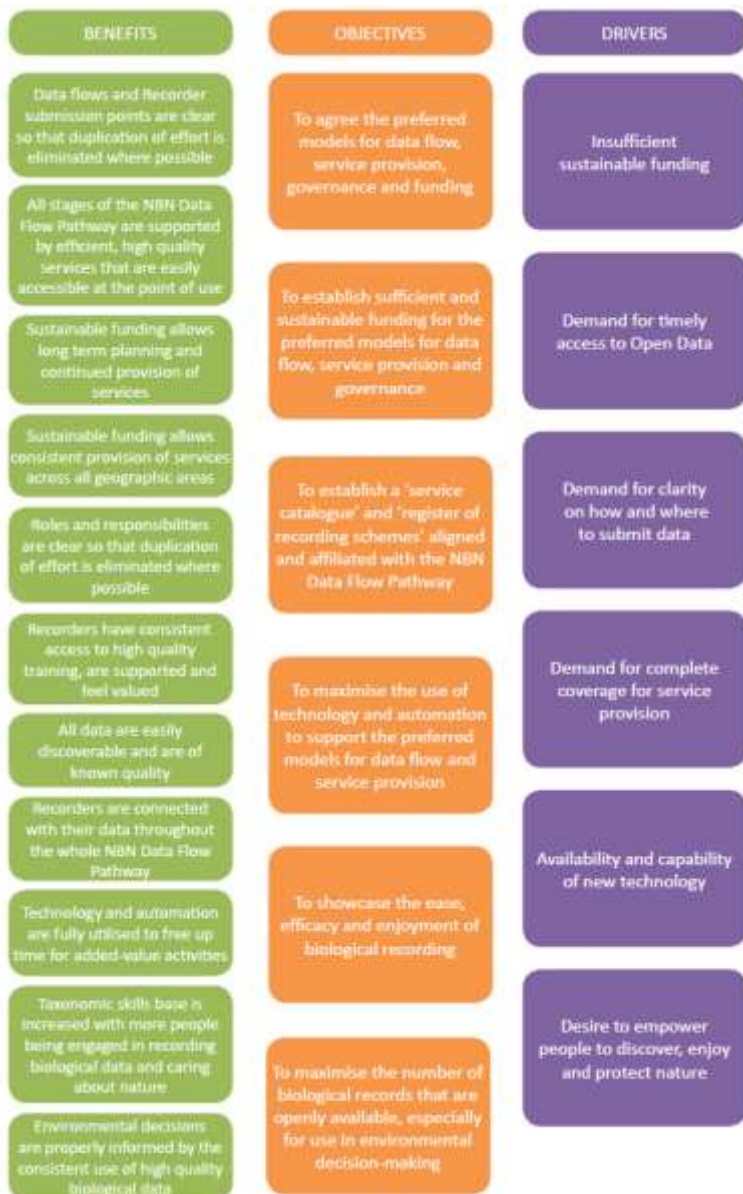 BENEFITS
Data flows and Recorder
submission points are clear
so that duplication of effort is
eliminated where possible
All stages of the NBN Data
Flow Pathway are supported
by efficient, high quality
services that are easily
accessible at the point of use
Sustainable funding allows
long term planning and
continued provision of
services
Sustainable funding allows
consistent provision of services
across all geographic areas
Roles and responsibilities
are clear so that duplication
of effort is eliminated where
possible
Recorders have consistent
access to high quality
training, are supported and
feel valued
All data are easily
discoverable and are of
known quality
Recorders are connected
with their data throughout
the whole NBN Data Flow
Pathway
Technology and automation
are fully utilised to free up
time for added-value activities
Taxonomic skills base is
increased with more people
being engaged in recording
biological data and caring
about nature
Environmental decisions
are properly informed by the
consistent use of high quality
biological data
OBJECTIVES
To agree the preferred
models for data flow,
service provision,
governance and funding
To establish sufficient and
sustainable funding for the
preferred models for data
flow, service provision and
governance
To establish a 'service
catalogue' and 'register of
recording schemes' aligned
and affiliated with the NBN
Data Flow Pathway
To maximise the use of
technology and automation
to support the preferred
models for data flow and
service provision
To showcase the ease,
efficacy and enjoyment of
biological recording
To maximise the number of
biological records that are
openly available, especially
for use in environmental
decision-making
DRIVERS
Insufficient
sustainable funding
Demand for timely
access to Open Data
Demand for clarity
on how and where
to submit data
Demand for complete
coverage for service
provision
Availability and capability
of new technology
Desire to empower
people to discover, enjoy
and protect nature